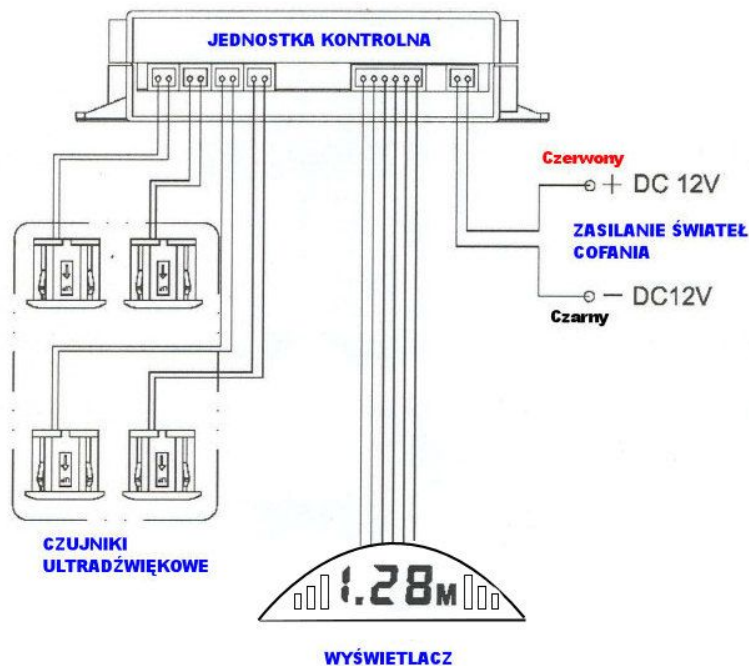 JEDNOSTKA KONTROLNA
Czerwony
+ DC 12V
ZASILANIE ŚWIATEŁ
COFANIA
— DC12V
Czarny
CZUJNIKI
ULTRADŹWIĘKOWE
1.28M
WYŚWIETLACZ